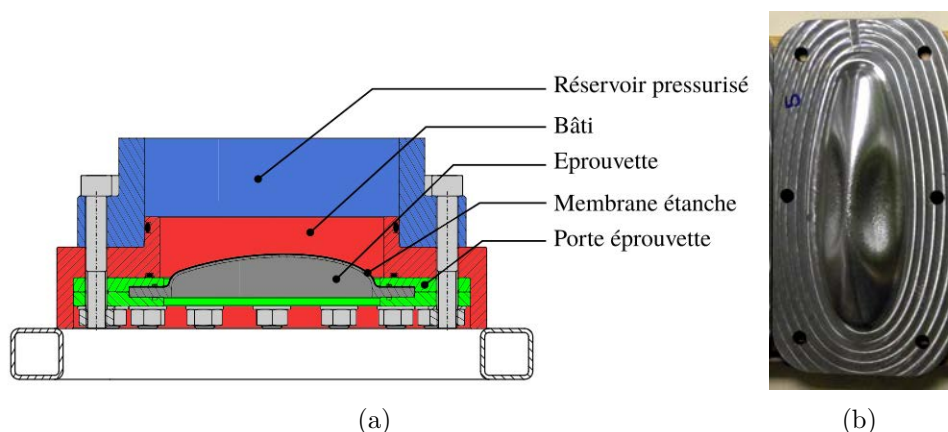 Réservoir pressurisé
Bâti
Eprouvette
Membrane étanche
Porte éprouvette
5
(a)
(b)